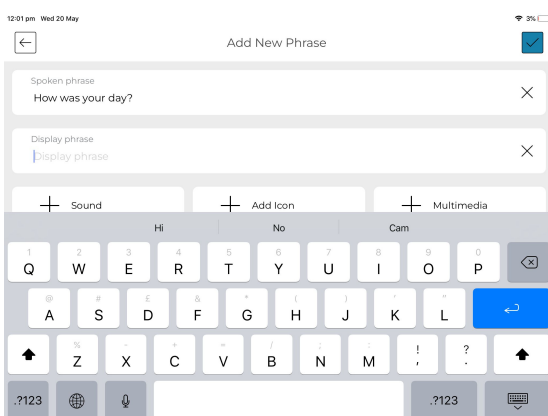 12:01 pm Wed 20 May 3%
Add New Phrase
Spoken phrase
How was your day?
Display phrase
Display phrase
Sound Add Icon Multimedia
Hi No Cam
1 2 3 4 5 6 7 8 9 0
Q W E R T Y U I O P
@ # £ & * ( ) ' "
A S D F G H J K L
% - + = / ; : ! ?
Z X C V B N M , .
.?123 .?123